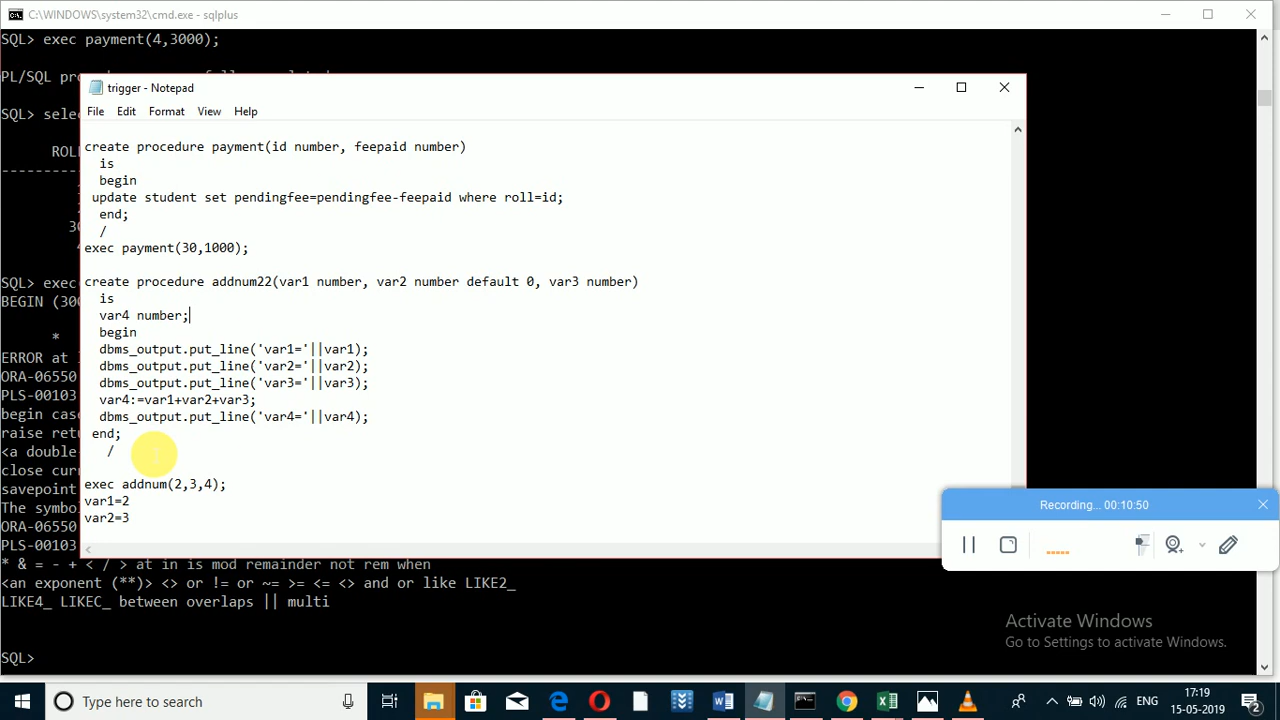 C:\WINDOWS\system32\cmd.exe - sqlplus
SQL> exec payment(4,3000);
PL/SQL
SQL>
trigger - Notepad
File Edit Format View Help
create procedure payment(id number, feepaid number)
is
begin
update student set pendingfee=pendingfee-feepaid where roll=id;
end;
/
exec payment(30,1000);
create procedure addnum22(var1 number, var2 number default 0, var3 number)
is
var4 number;
begin
dbms_output.put_line('var1='||var1);
dbms_output.put_line('var2='||var2);
dbms_output.put_line('var3='||var3);
var4:=var1+var2+var3;
dbms_output.put_line('var4='||var4);
end;
/
exec addnum(2,3,4);
var1=2
var2=3
SQL> exec
BEGIN
*
ERROR at
ORA-06550
PLS-00103
begin
raise
<a double-
close
savepoint
The
ORA-06550
PLS-00103
* & = - + < / > at in is mod remainder not rem when
<an exponent (**)> <> or != or ~= >= <= <> and or like LIKE2_
LIKE4_ LIKEC_ between overlaps || multi
SQL>
Recording... 00:10:50
Activate Windows
Go to Settings to activate Windows.
Type here to search
ENG
17:19
15-05-2019
2